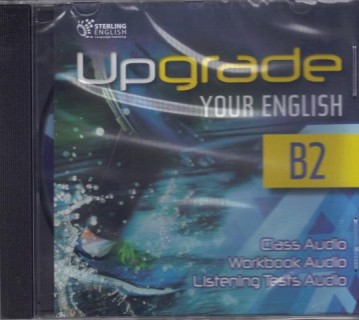 STERLING
ENGLISH
Upgrade
YOUR ENGLISH
B2
Class Audio
Workbook Audio
Listening Tests Audio